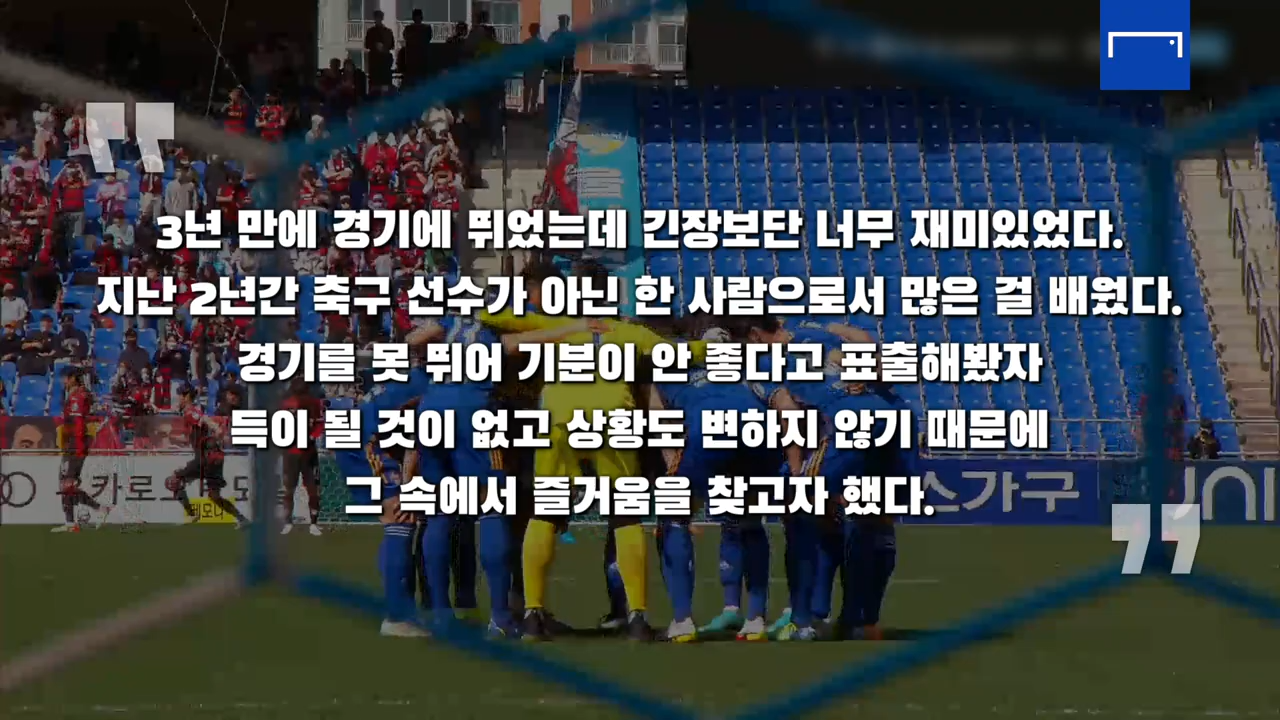 3년 만에 경기에 뛰었는데 긴장보단 너무 재미있었다.
지난 2년간 축구 선수가 아닌 한 사람으로서 많은 걸 배웠다.
경기를 못 뛰어 기분이 안 좋다고 표출해봤자
득이 될 것이 없고 상황도 변하지 않기 때문에
그 속에서 즐거움을 찾고자 했다.
스가구
UNI